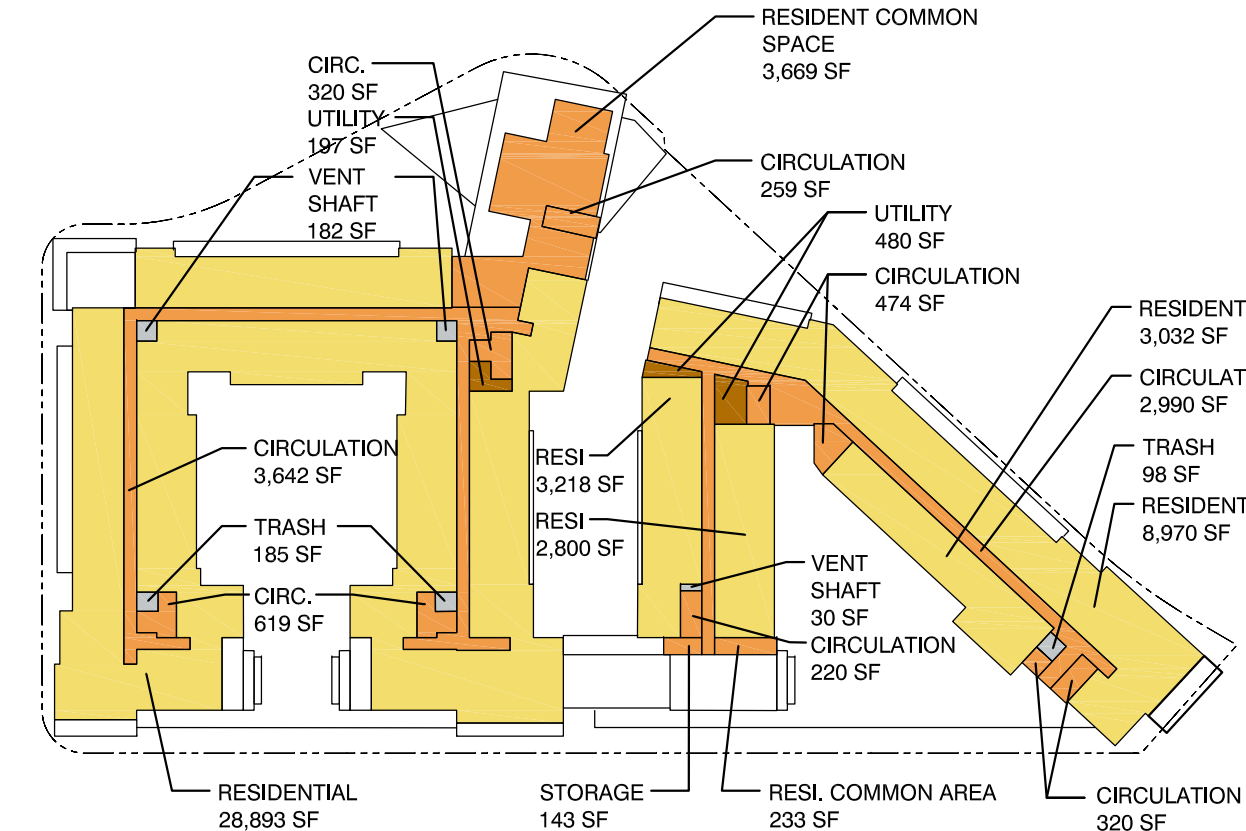 RESIDENT COMMON
SPACE
3,669 SF
CIRC.
320 SF
UTILITY
197 SF
VENT
SHAFT
182 SF
CIRCULATION
259 SF
UTILITY
480 SF
CIRCULATION
474 SF
RESIDENT
3,032 SF
CIRCULAT
2,990 SF
TRASH
98 SF
RESIDENT
8,970 SF
CIRCULATION
3,642 SF
RESI
3,218 SF
RESI
2,800 SF
TRASH
185 SF
CIRC.
619 SF
VENT
SHAFT
30 SF
CIRCULATION
220 SF
RESIDENTIAL
28,893 SF
STORAGE
143 SF
RESI. COMMON AREA
233 SF
CIRCULATION
320 SF